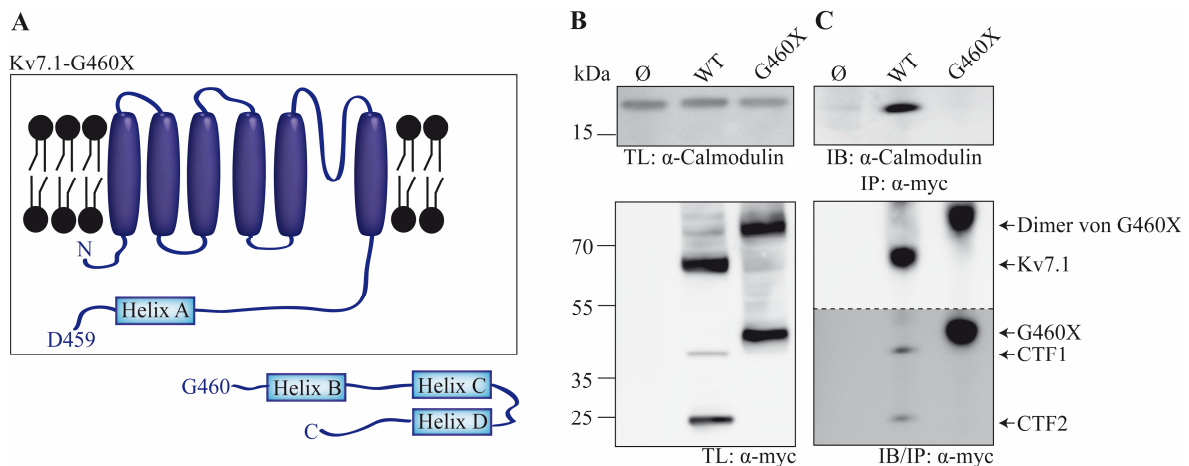 A
Kv7.1-G460X
N
Helix A
D459
G460
Helix B
Helix C
C
Helix D
B
kDa
Ø
WT
G460X
15
TL: α-Calmodulin
70
55
35
25
TL: α-myc
C
Ø
WT
G460X
IB: α-Calmodulin
IP: α-myc
Dimer von G460X
Kv7.1
G460X
CTF1
CTF2
IB/IP: α-myc